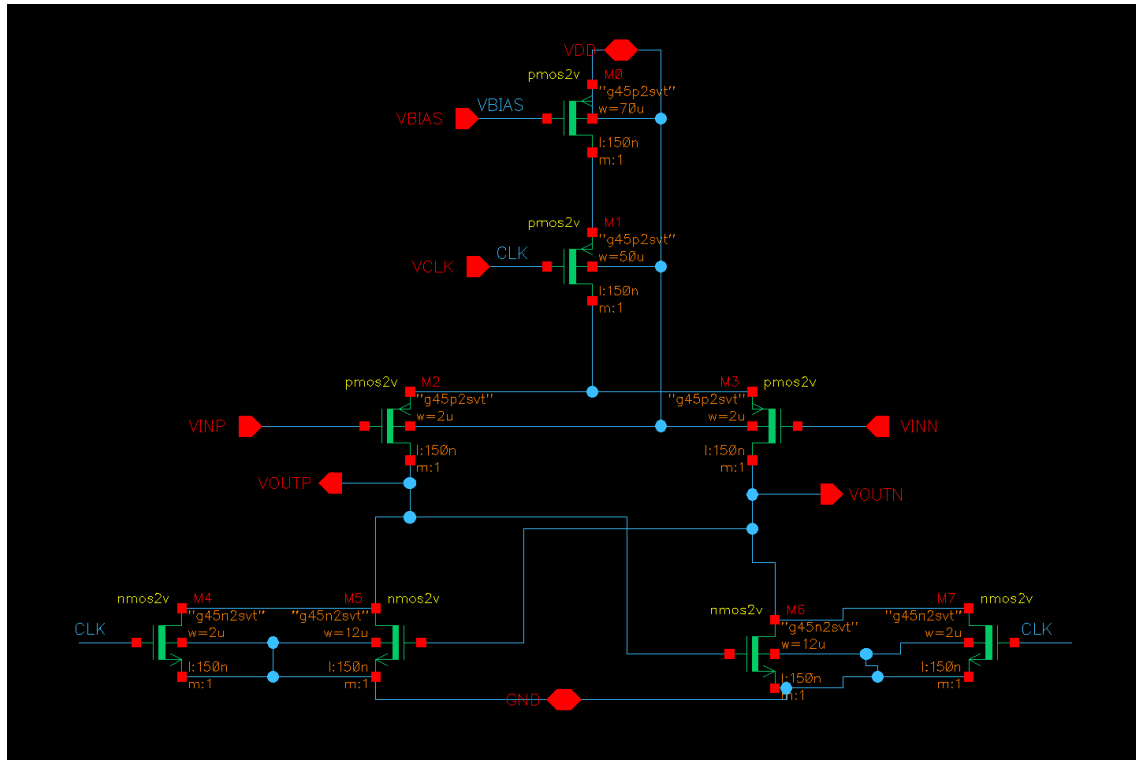 VDD
pmos2v
M0
"g45p2svt"
w=70u
VBIAS
VBIAS
l:150n
m:1
pmos2v
M1
"g45p2svt"
w=50u
VCLK
CLK
l:150n
m:1
pmos2v
M2
"g45p2svt"
w=2u
VINP
l:150n
m:1
M3
pmos2v
"g45p2svt"
w=2u
VINN
l:150n
m:1
VOUTP
VOUTN
nmos2v
M4
"g45n2svt"
w=2u
CLK
l:150n
m:1
M5
nmos2v
"g45n2svt"
w=12u
l:150n
m:1
nmos2v
M6
"g45n2svt"
w=12u
l:150n
m:1
M7
nmos2v
"g45n2svt"
w=2u
CLK
l:150n
m:1
GND